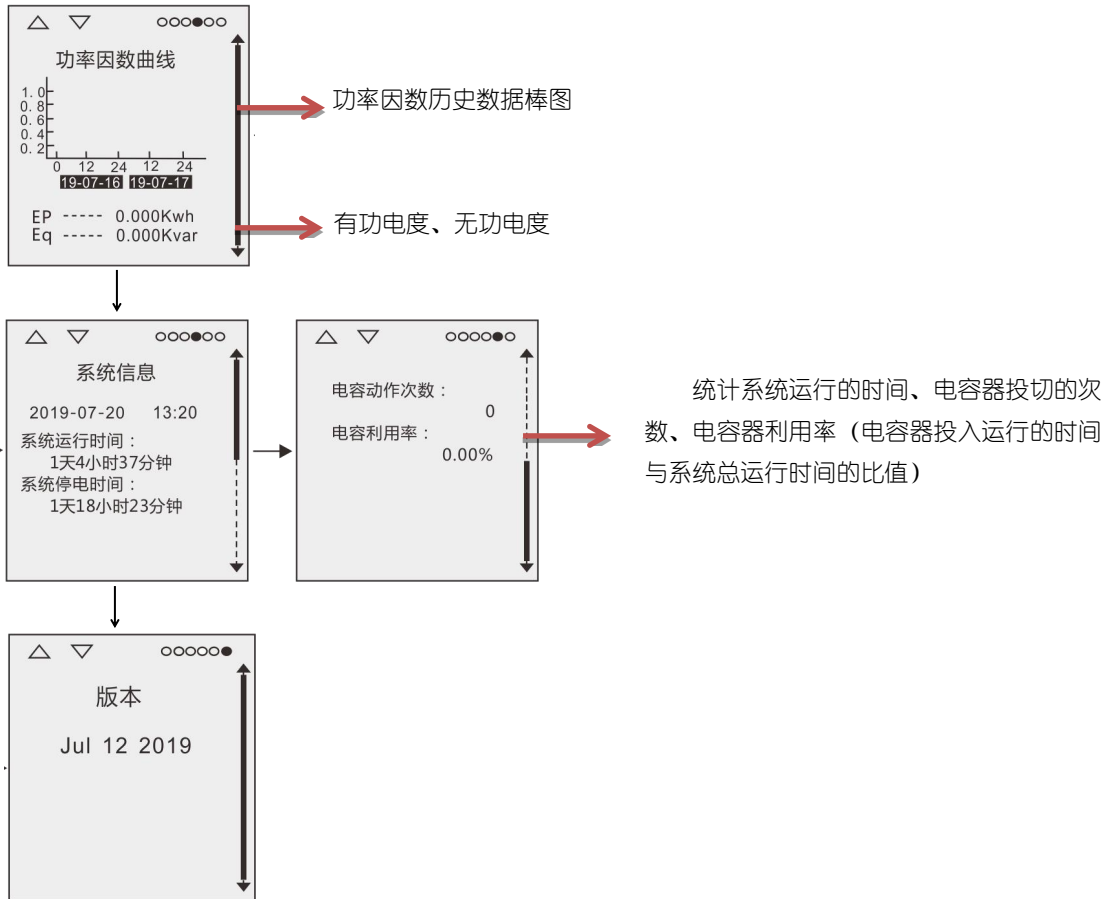 功率因数曲线
1.0
0.8
0.6
0.4
0.2
0 12 24 12 24
19-07-16 19-07-17
EP ----- 0.000Kwh
Eq ----- 0.000Kvar
功率因数历史数据棒图
有功电度、无功电度
系统信息
2019-07-20 13:20
系统运行时间：
1天4小时37分钟
系统停电时间：
1天18小时23分钟
电容动作次数：
0
电容利用率：
0.00%
统计系统运行的时间、电容器投切的次
数、电容器利用率（电容器投入运行的时间
与系统总运行时间的比值）
版本
Jul 12 2019